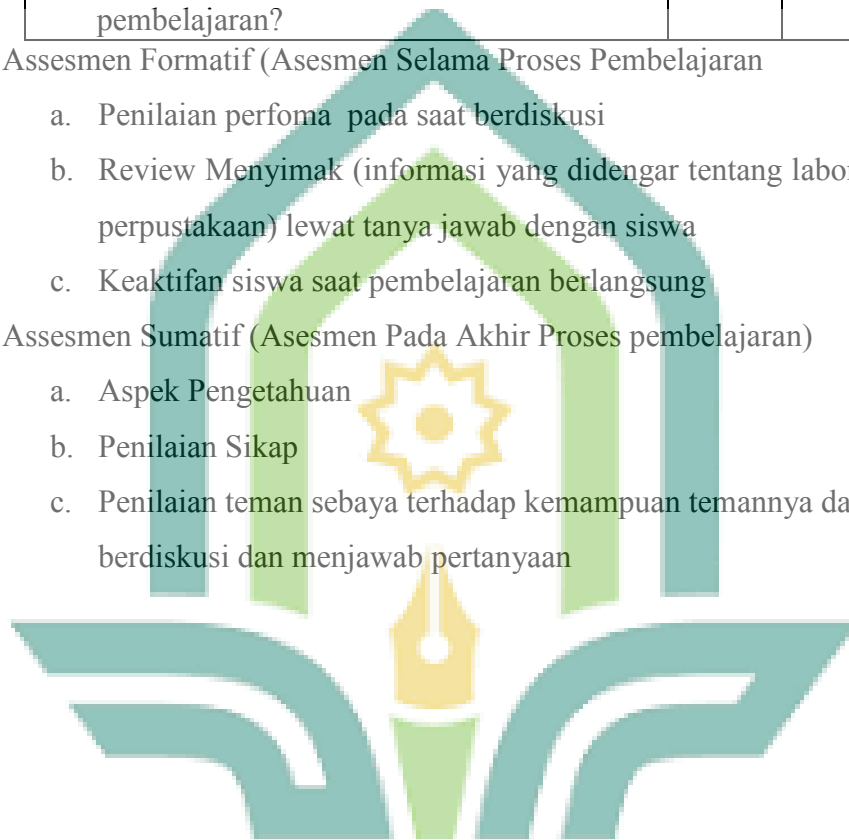 pembelajaran?
Assesmen Formatif (Asesmen Selama Proses Pembelajaran
a. Penilaian perfoma pada saat berdiskusi
b. Review Menyimak (informasi yang didengar tentang
perpustakaan) lewat tanya jawab dengan siswa
c. Keaktifan siswa saat pembelajaran berlangsung
Assesmen Sumatif (Asesmen Pada Akhir Proses pembelajaran)
a. Aspek Pengetahuan
b. Penilaian Sikap
c. Penilaian teman sebaya terhadap kemampuan temannya
berdiskusi dan menjawab pertanyaan